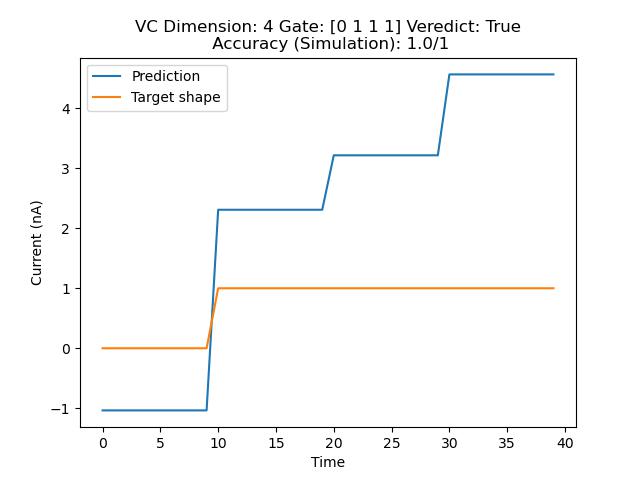 VC Dimension: 4 Gate: [0 1 1 1] Veredict: True
Accuracy (Simulation): 1.0/1
Prediction
Target shape
Current (nA)
4
3
2
1
0
−1
0 5 10 15 20 25 30 35 40
Time